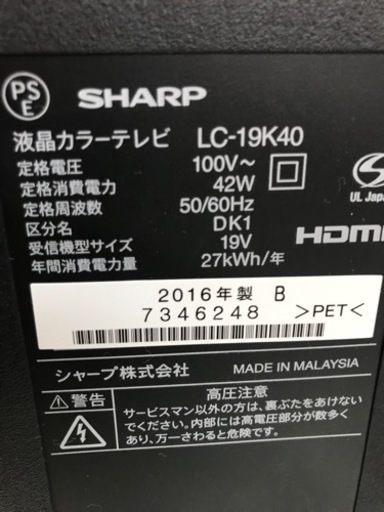 PS
E
SHARP
液晶カラーテレビ LC-19K40
定格電圧 100V～
定格消費電力 42W
定格周波数 50/60Hz
区分名 DK1
受信機型サイズ 19V
年間消費電力量 27kWh/年
UL Japa
HDMI
2016年製 B
7346248 >PET<
シャープ株式会社 MADE IN MALAYSIA
⚠警告
高圧注意
サービスマン以外の方は、裏ぶたをあけない
でください。内部には高電圧部分が数多く
あり、万一さわると危険です。